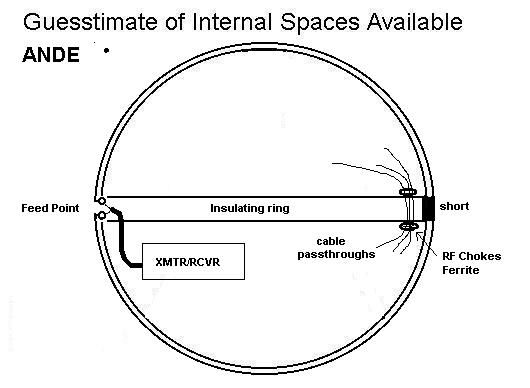 Guesstimate of Internal Spaces Available
ANDE
Feed Point
Insulating ring
short
cable
passthroughs
RF Chokes
Ferrite
XMTR/RCVR